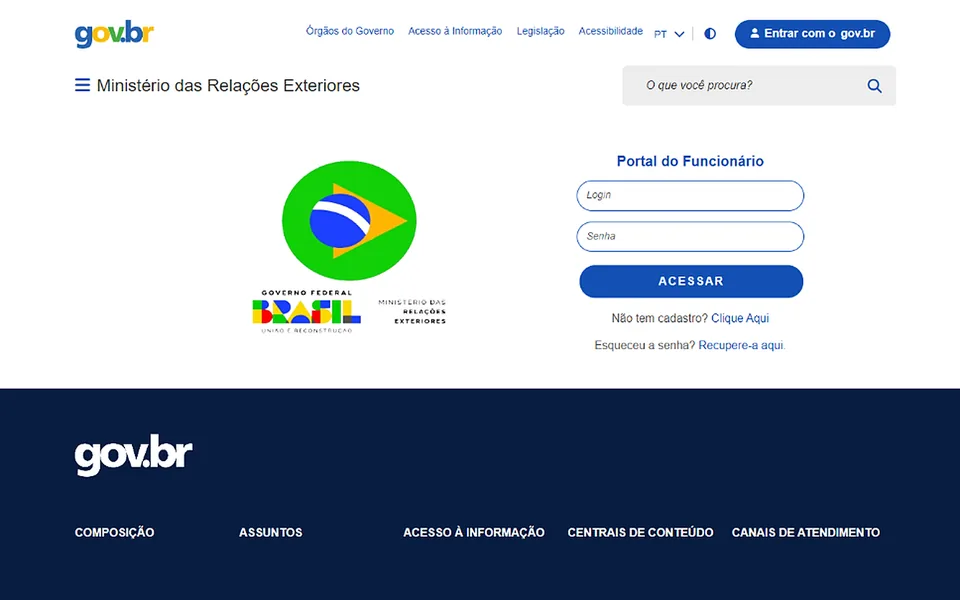 gov.br
Órgãos do Governo Acesso à Informação Legislação Acessibilidade PT Entrar com o gov.br
Ministério das Relações Exteriores
O que você procura?
Portal do Funcionário
Login
Senha
ACESSAR
Não tem cadastro? Clique Aqui
Esqueceu a senha? Recupere-a aqui.
GOVERNO FEDERAL
BRASIL
UNIÃO E RECONSTRUÇÃO
MINISTÉRIO DAS
RELAÇÕES
EXTERIORES
gov.br
COMPOSIÇÃO ASSUNTOS ACESSO À INFORMAÇÃO CENTRAIS DE CONTEÚDO CANAIS DE ATENDIMENTO